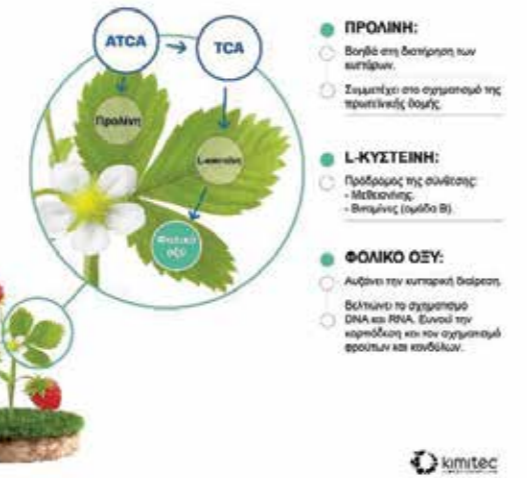 ATCA
TCA
Προλίνη
L-κυστεΐνη
Φολικό
οξύ
ΠΡΟΛΙΝΗ:
Βοηθά στη διατήρηση των
κυττάρων.
Συμμετέχει στο σχηματισμό της
πρωτεϊνικής δομής.
L-ΚΥΣΤΕΙΝΗ:
Πρόδρομος της σύνθεσης:
- Μεθειονίνης.
- Βιταμίνες (ομάδα Β).
ΦΟΛΙΚΟ ΟΞΥ:
Αυξάνει την κυτταρική διαίρεση.
Βελτιώνει το σχηματισμό
DNA και RNA. Ευνοεί την
καρπόδεση και τον σχηματισμό
φρούτων και κονδύλων.
kimitec